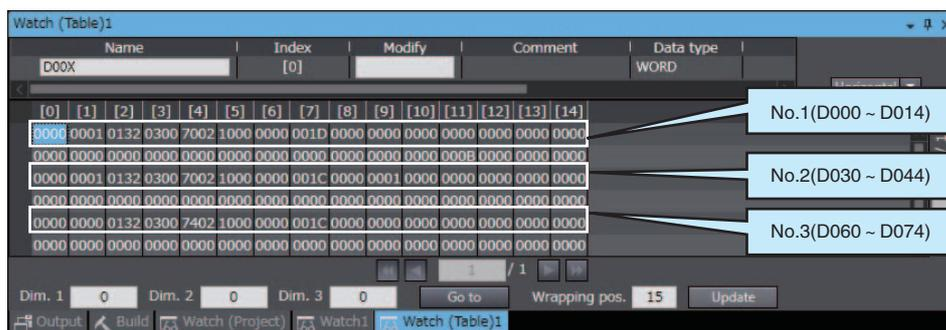 Watch (Table)1
Name Index Modify Comment Data type
D00X [0] WORD
[0] [1] [2] [3] [4] [5] [6] [7] [8] [9] [10] [11] [12] [13] [14]
0000 0001 0132 0300 7002 1000 0000 001D 0000 0000 0000 0000 0000 0000 0000
No.1(D000 ~ D014)
0000 0000 0000 0000 0000 0000 0000 0000 0000 0000 0000 000B 0000 0000 0000
0000 0001 0132 0300 7002 1000 0000 001C 0000 0001 0000 0000 0000 0000 0000
No.2(D030 ~ D044)
0000 0000 0000 0000 0000 0000 0000 0000 0000 0000 0000 0000 0000 0000 0000
0000 0000 0132 0300 7402 1000 0000 001C 0000 0000 0000 0000 0000 0000 0000
No.3(D060 ~ D074)
0000 0000 0000 0000 0000 0000 0000 0000 0000 0000 0000 0000 0000 0000 0000
1 / 1
Dim. 1 0 Dim. 2 0 Dim. 3 0 Go to Wrapping pos. 15 Update
Output Build Watch (Project) Watch1 Watch (Table)1